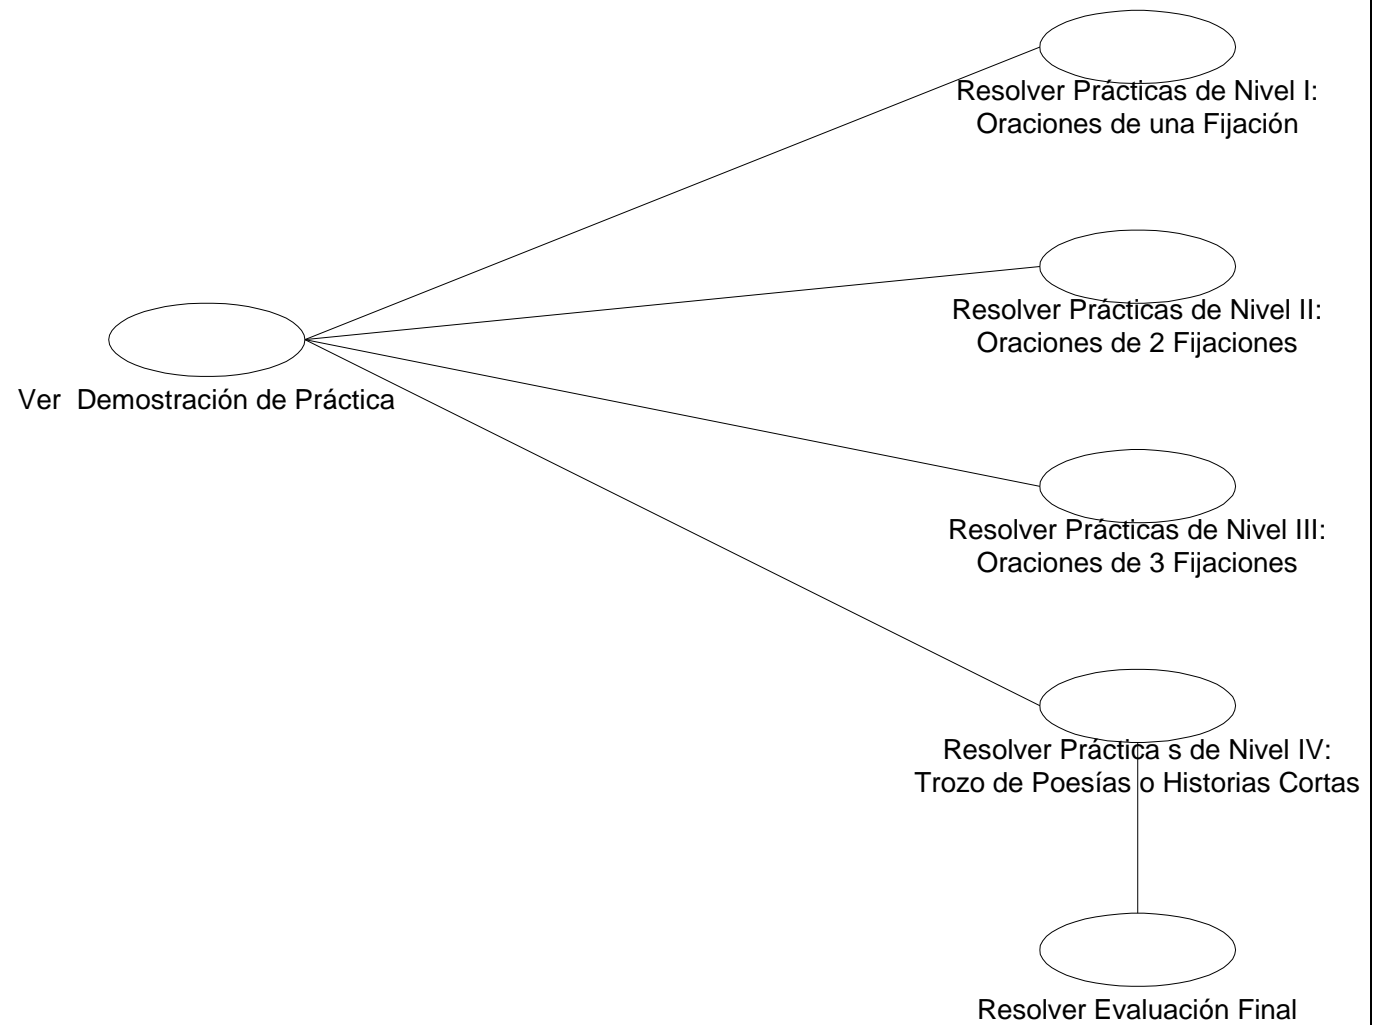 Resolver Prácticas de Nivel I:
Oraciones de una Fijación
Resolver Prácticas de Nivel II:
Oraciones de 2 Fijaciones
Ver  Demostración de Práctica
Resolver Prácticas de Nivel III:
Oraciones de 3 Fijaciones
Resolver Práctica s de Nivel IV:
Trozo de Poesías o Historias Cortas
Resolver Evaluación Final